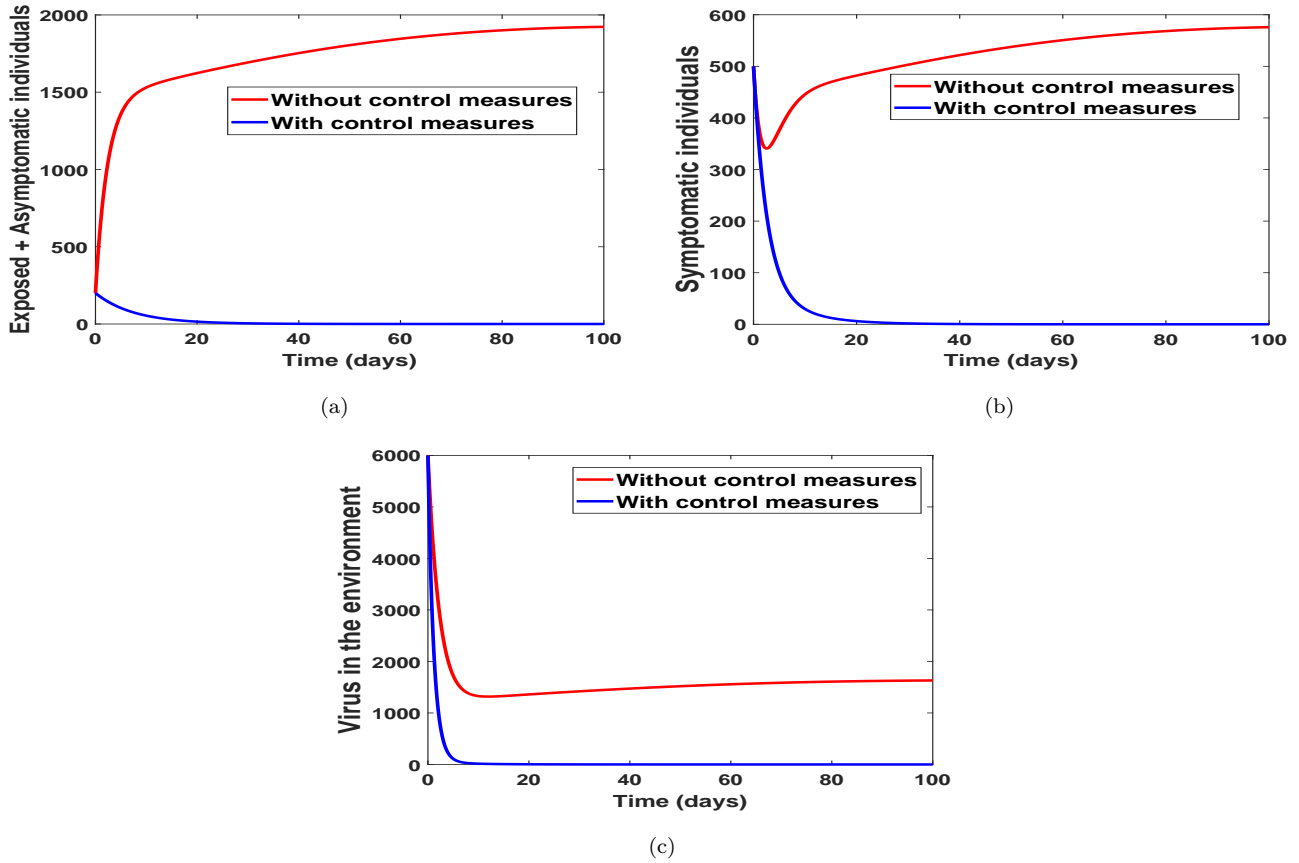 2000
1500
1000
500
0
Exposed + Asymptomatic individuals
Without control measures
With control measures
0 20 40 60 80 100
Time (days)
(a)
600
500
400
300
200
100
0
Symptomatic individuals
Without control measures
With control measures
0 20 40 60 80 100
Time (days)
(b)
6000
5000
4000
3000
2000
1000
0
Virus in the environment
Without control measures
With control measures
0 20 40 60 80 100
Time (days)
(c)